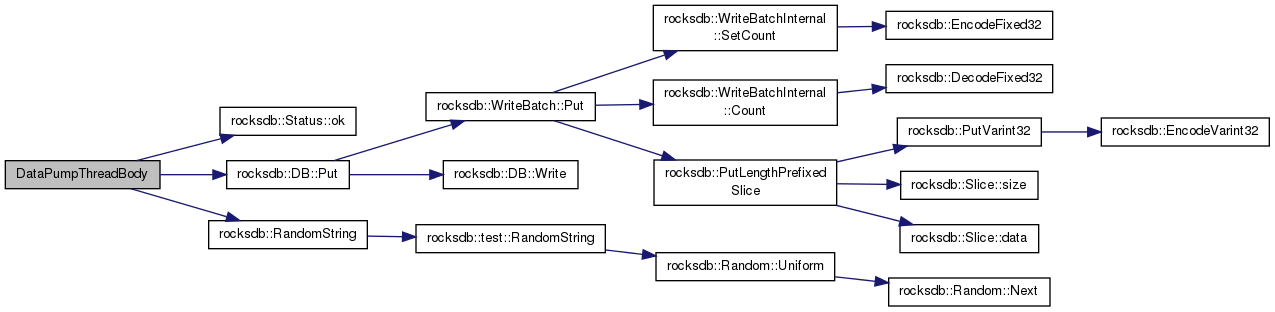 rocksdb::WriteBatchInternal
::SetCount
rocksdb::EncodeFixed32
rocksdb::WriteBatch::Put
rocksdb::WriteBatchInternal
::Count
rocksdb::DecodeFixed32
rocksdb::Status::ok
rocksdb::PutVarint32
rocksdb::EncodeVarint32
DataPumpThreadBody
rocksdb::DB::Put
rocksdb::DB::Write
rocksdb::PutLengthPrefixed
Slice
rocksdb::Slice::size
rocksdb::RandomString
rocksdb::test::RandomString
rocksdb::Slice::data
rocksdb::Random::Uniform
rocksdb::Random::Next